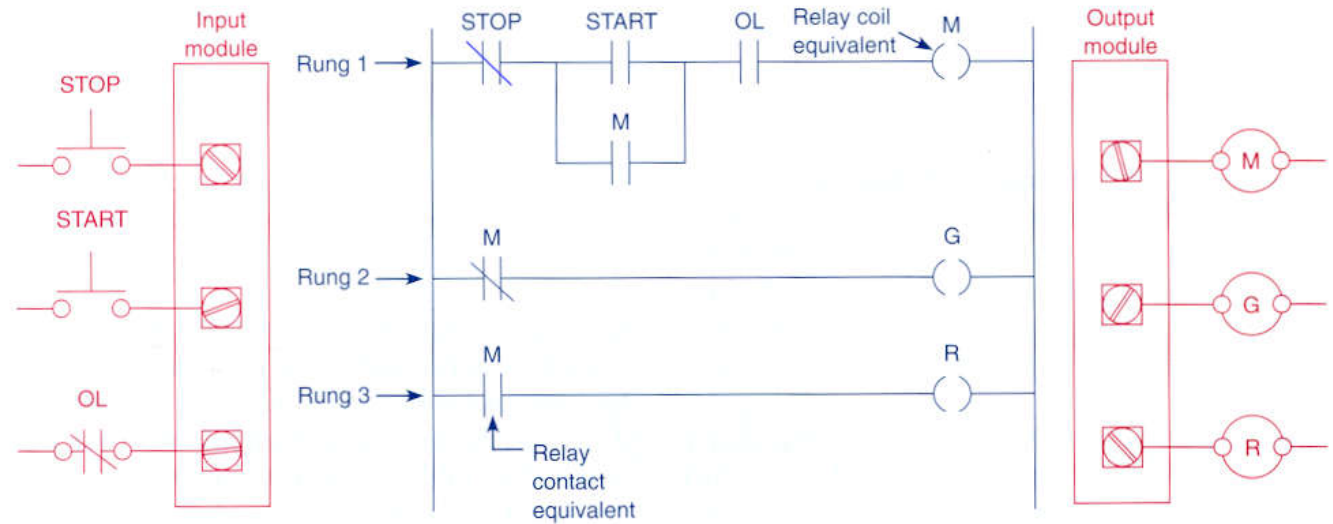 Input
module
STOP
START
OL
STOP
START
OL
Relay coil
equivalent
M
Rung 1
M
M
G
Rung 2
M
R
Rung 3
Relay
contact
equivalent
Output
module
M
G
R